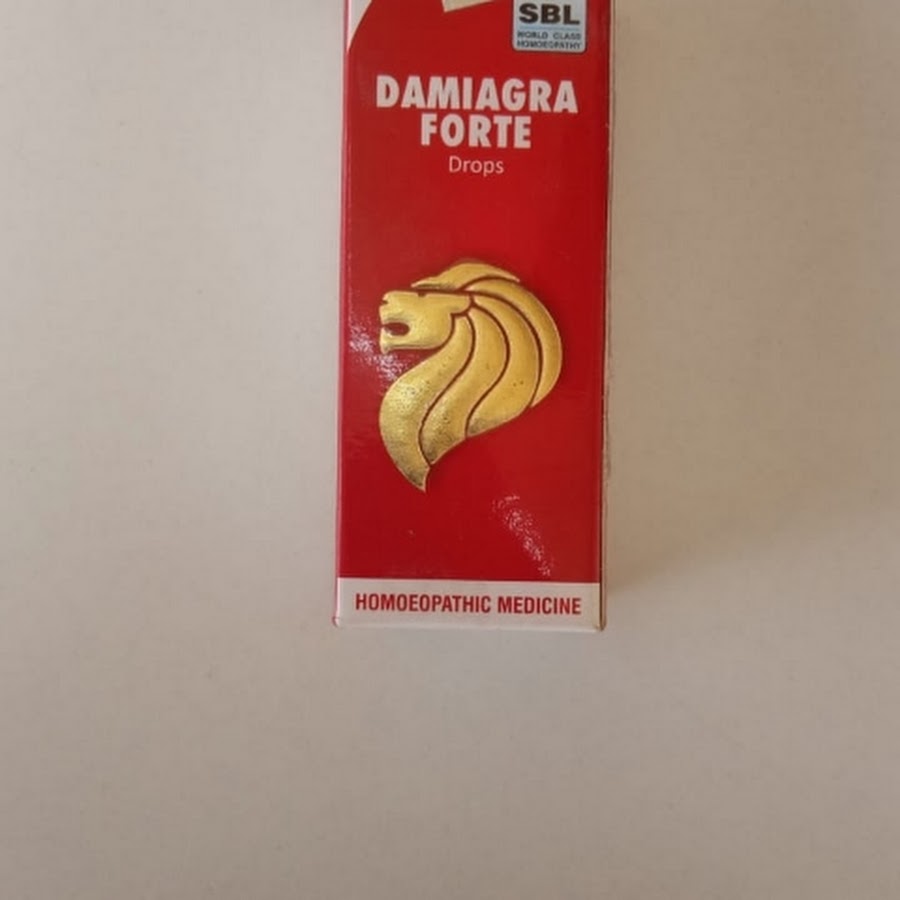 SBL
WORLD CLASS
HOMOEOPATHY
DAMIAGRA
FORTE
Drops
HOMOEOPATHIC MEDICINE